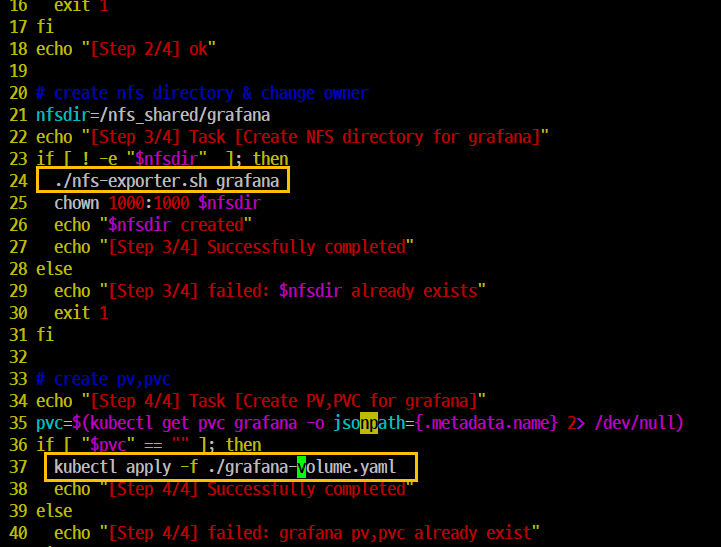 16   exit 1
17 fi
18 echo "[Step 2/4] ok"
19
20 # create nfs directory & change owner
21 nfsdir=/nfs_shared/grafana
22 echo "[Step 3/4] Task [Create NFS directory for grafana]"
23 if [ ! -e "$nfsdir"  ]; then
24   ./nfs-exporter.sh grafana
25   chown 1000:1000 $nfsdir
26   echo "$nfsdir created"
27   echo "[Step 3/4] Successfully completed"
28 else
29   echo "[Step 3/4] failed: $nfsdir already exists"
30   exit 1
31 fi
32
33 # create pv,pvc
34 echo "[Step 4/4] Task [Create PV,PVC for grafana]"
35 pvc=$(kubectl get pvc grafana -o jsonpath={.metadata.name} 2> /dev/null)
36 if [ "$pvc" == "" ]; then
37   kubectl apply -f ./grafana-volume.yaml
38   echo "[Step 4/4] Successfully completed"
39 else
40   echo "[Step 4/4] failed: grafana pv,pvc already exist"